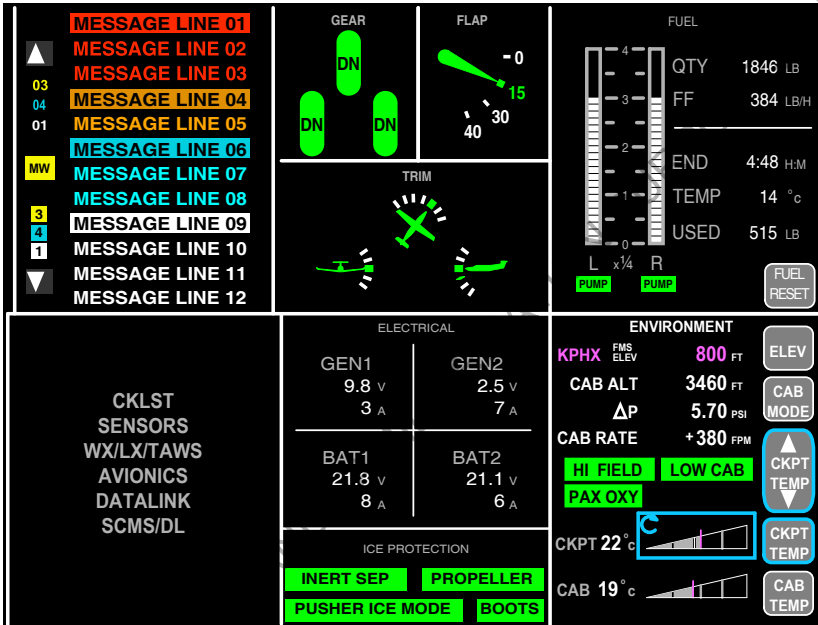 MESSAGE LINE 01
MESSAGE LINE 02
MESSAGE LINE 03
03
MESSAGE LINE 04
04
MESSAGE LINE 05
01
MESSAGE LINE 06
MW
MESSAGE LINE 07
MESSAGE LINE 08
3
MESSAGE LINE 09
4
MESSAGE LINE 10
1
MESSAGE LINE 11
MESSAGE LINE 12
GEAR
DN
DN DN
FLAP
0
15
30
40
TRIM
FUEL
4
3
2
1
0
L x¼ R
PUMP PUMP
QTY 1846 LB
FF 384 LB/H
END 4:48 H:M
TEMP 14 °c
USED 515 LB
FUEL
RESET
CKLST
SENSORS
WX/LX/TAWS
AVIONICS
DATALINK
SCMS/DL
ELECTRICAL
GEN1 GEN2
9.8 V 2.5 V
3 A 7 A
BAT1 BAT2
21.8 V 21.1 V
8 A 6 A
ICE PROTECTION
INERT SEP PROPELLER
PUSHER ICE MODE BOOTS
ENVIRONMENT
KPHX FMS ELEV 800 FT
CAB ALT 3460 FT
ΔP 5.70 PSI
CAB RATE +380 FPM
HI FIELD LOW CAB
PAX OXY
CKPT 22°c
CAB 19°c
ELEV
CAB
MODE
CKPT
TEMP
CKPT
TEMP
CAB
TEMP